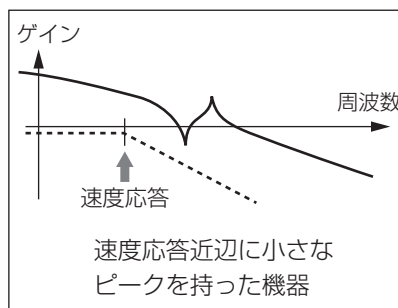 ゲイン
周波数
速度応答
速度応答近辺に小さな
ピークを持った機器